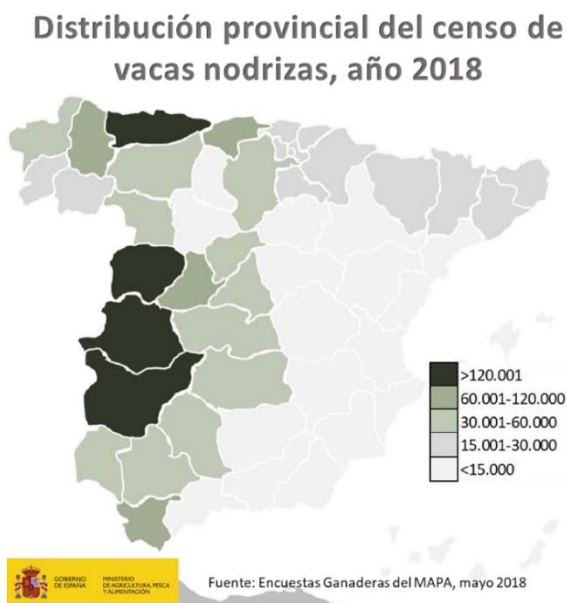 Distribución provincial del censo de
vacas nodrizas, año 2018
>120.001
60.001-120.000
30.001-60.000
15.001-30.000
<15.000
GOBIERNO
DE ESPAÑA
MINISTERIO
DE AGRICULTURA, PESCA
Y ALIMENTACIÓN
Fuente: Encuestas Ganaderas del MAPA, mayo 2018